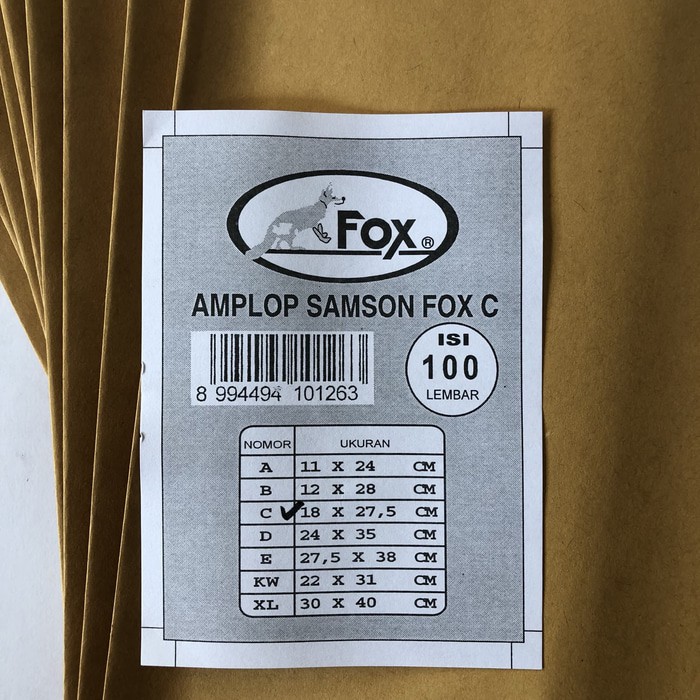 Fox ®
AMPLOP SAMSON FOX C
8 994494 101263
ISI
100
LEMBAR
NOMOR UKURAN
A 11 X 24 CM
B 12 X 28 CM
C ✔ 18 X 27,5 CM
D 24 X 35 CM
E 27,5 X 38 CM
KW 22 X 31 CM
XL 30 X 40 CM